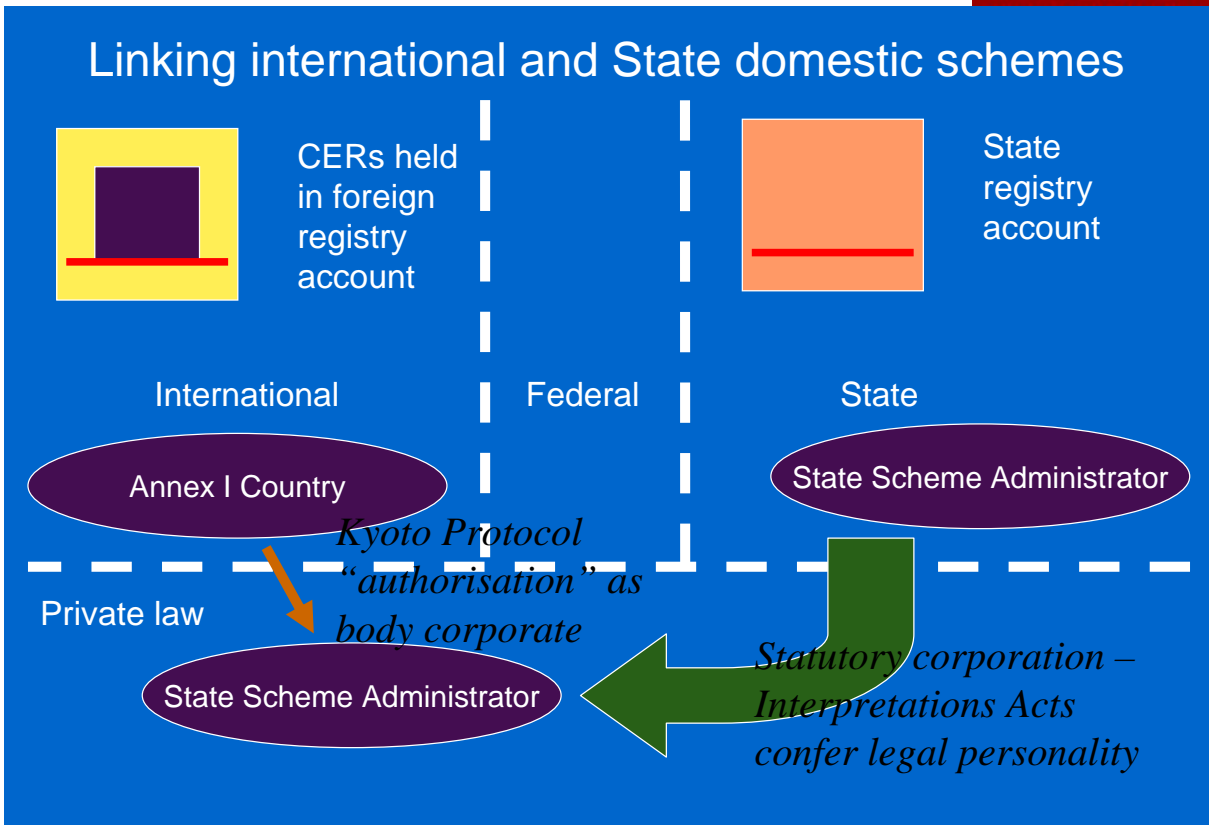 Linking international and State domestic schemes
CERs held
in foreign
registry
account
State
registry
account
International
Federal
State
Annex I Country
State Scheme Administrator
Kyoto Protocol
“authorisation” as
body corporate
Private law
State Scheme Administrator
Statutory corporation –
Interpretations Acts
confer legal personality